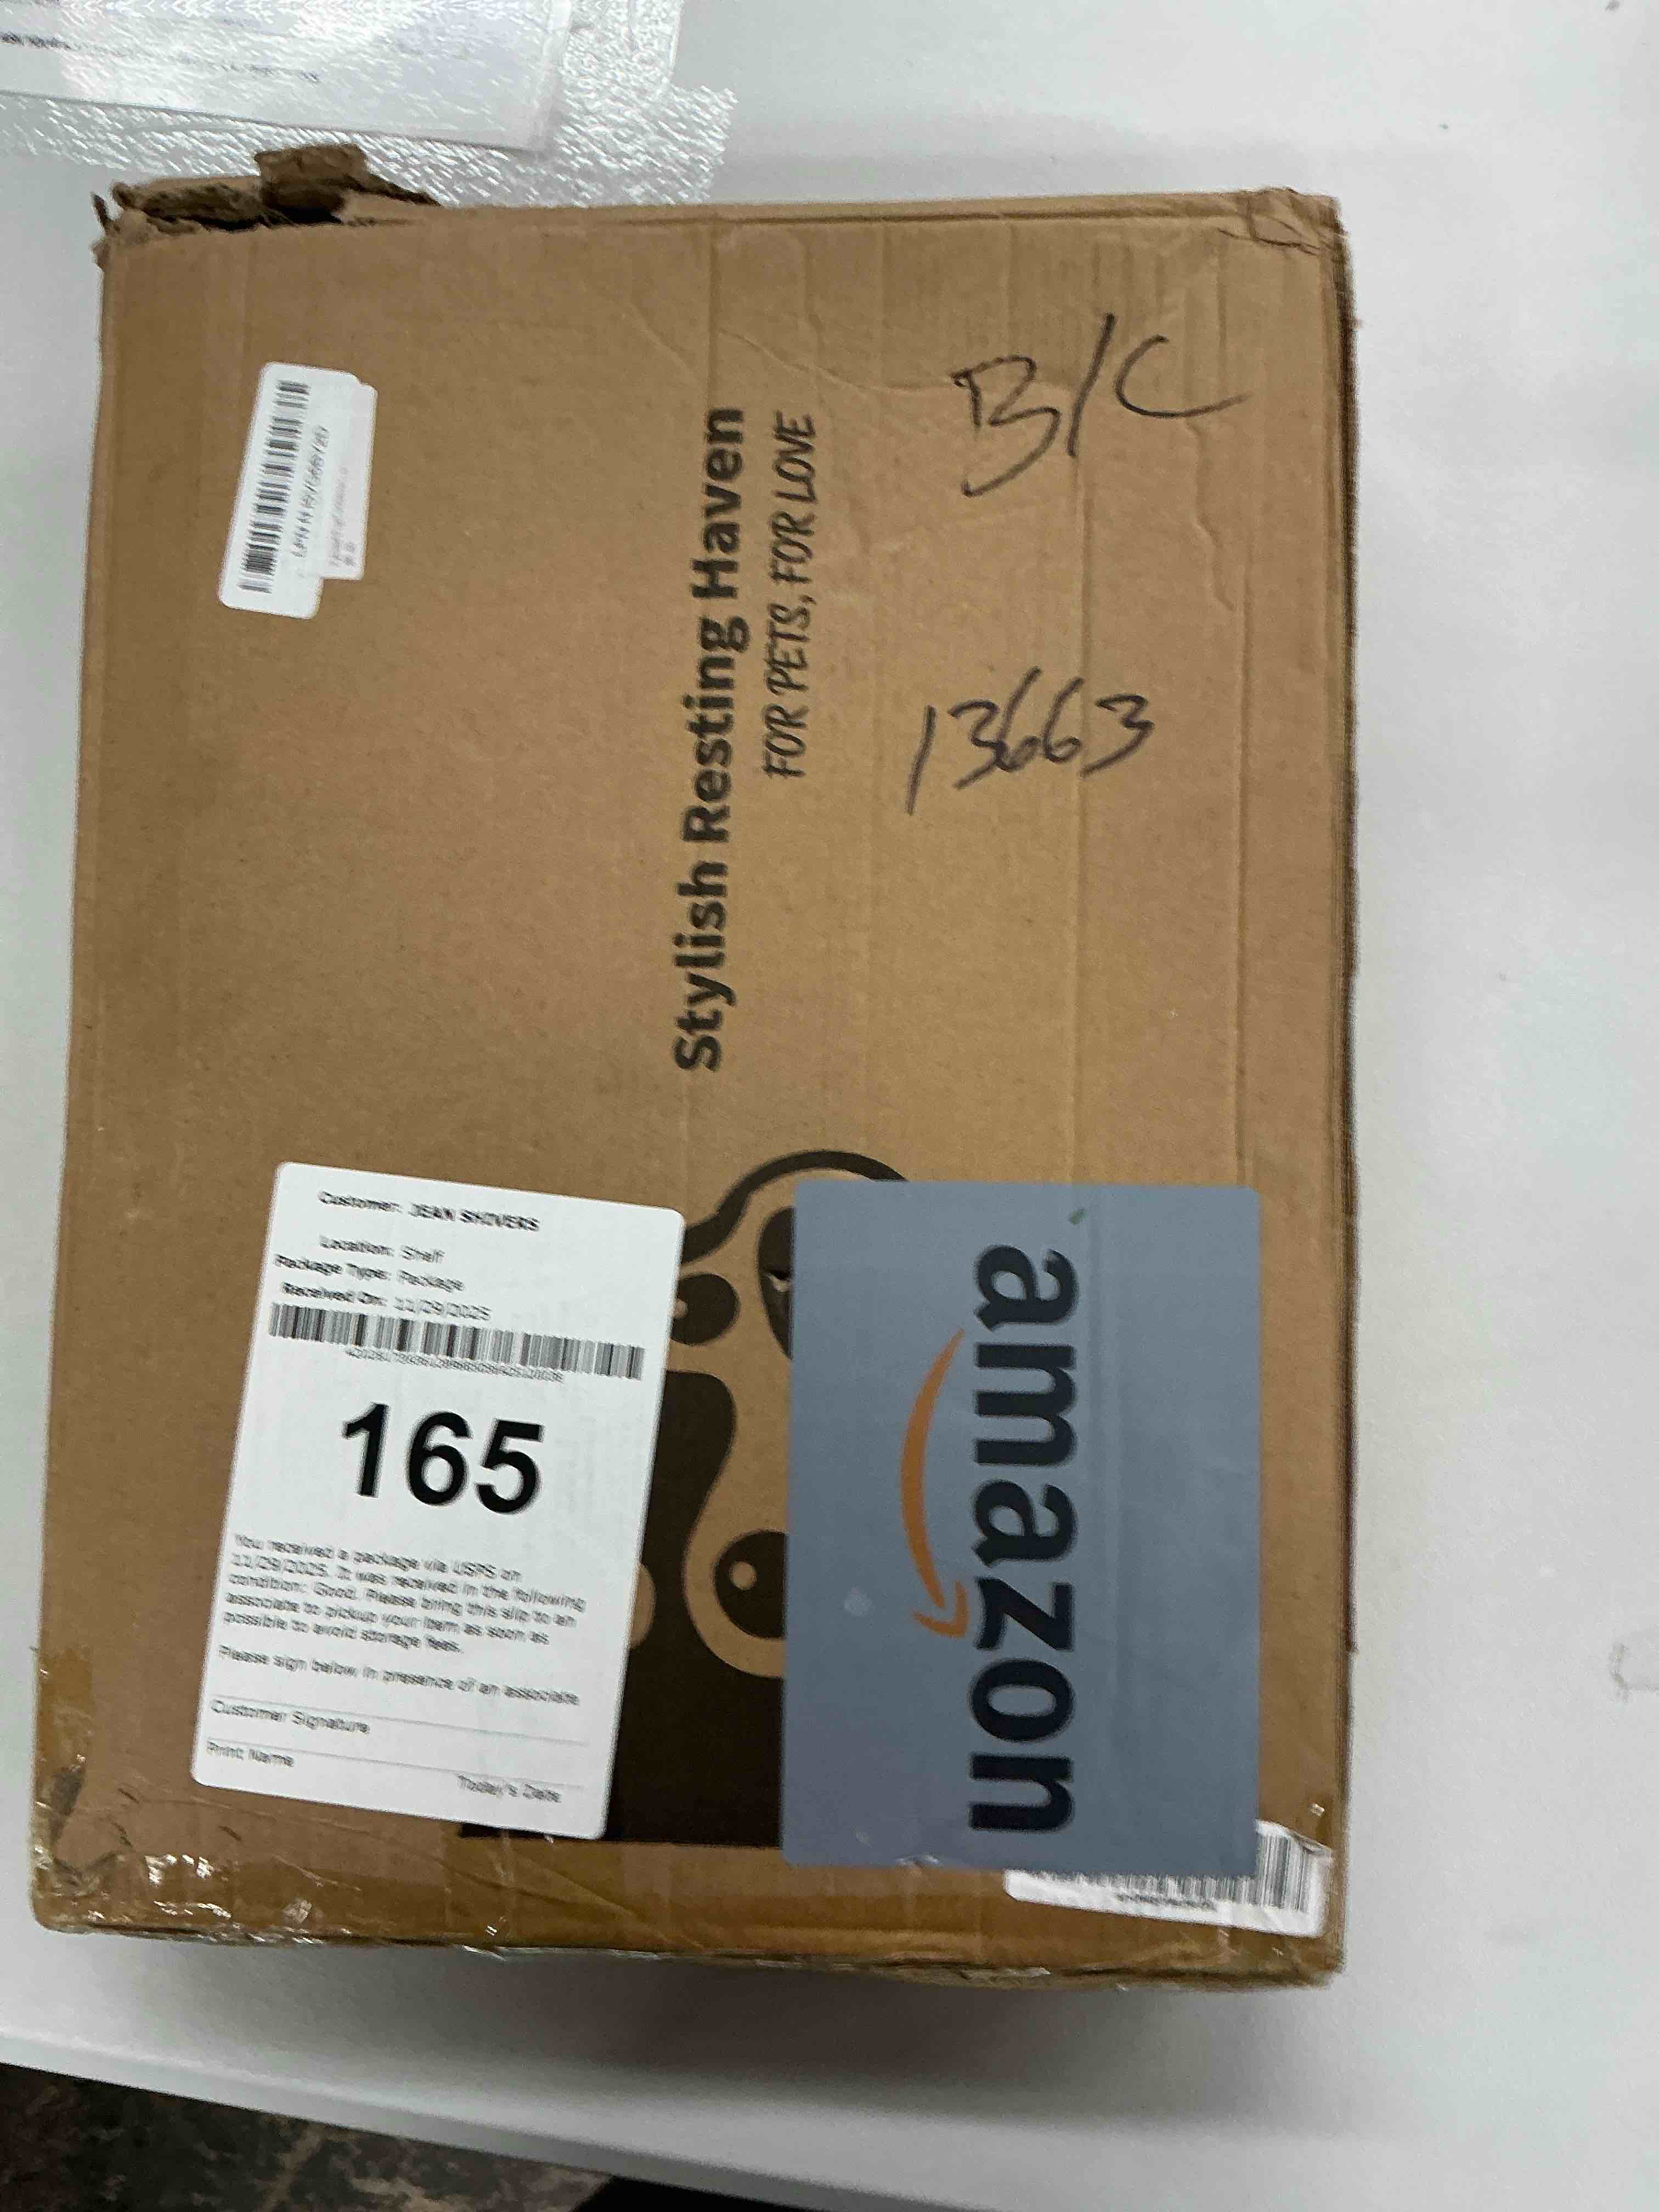 B/C
13663
Stylish Resting Haven
FOR PETS, FOR LOVE
Customer: JEAN SHIVERS
Location: Shelf
Package Type: Package
Received On: 11/29/2025
165
You received a package via USPS on
11/29/2025. It was received in the following
condition: Good. Please bring this slip to an
associate to pickup your item as soon as
possible to avoid storage fees.
Please sign below in presence of an associate
Customer Signature
Print Name
Today's Date
amazon